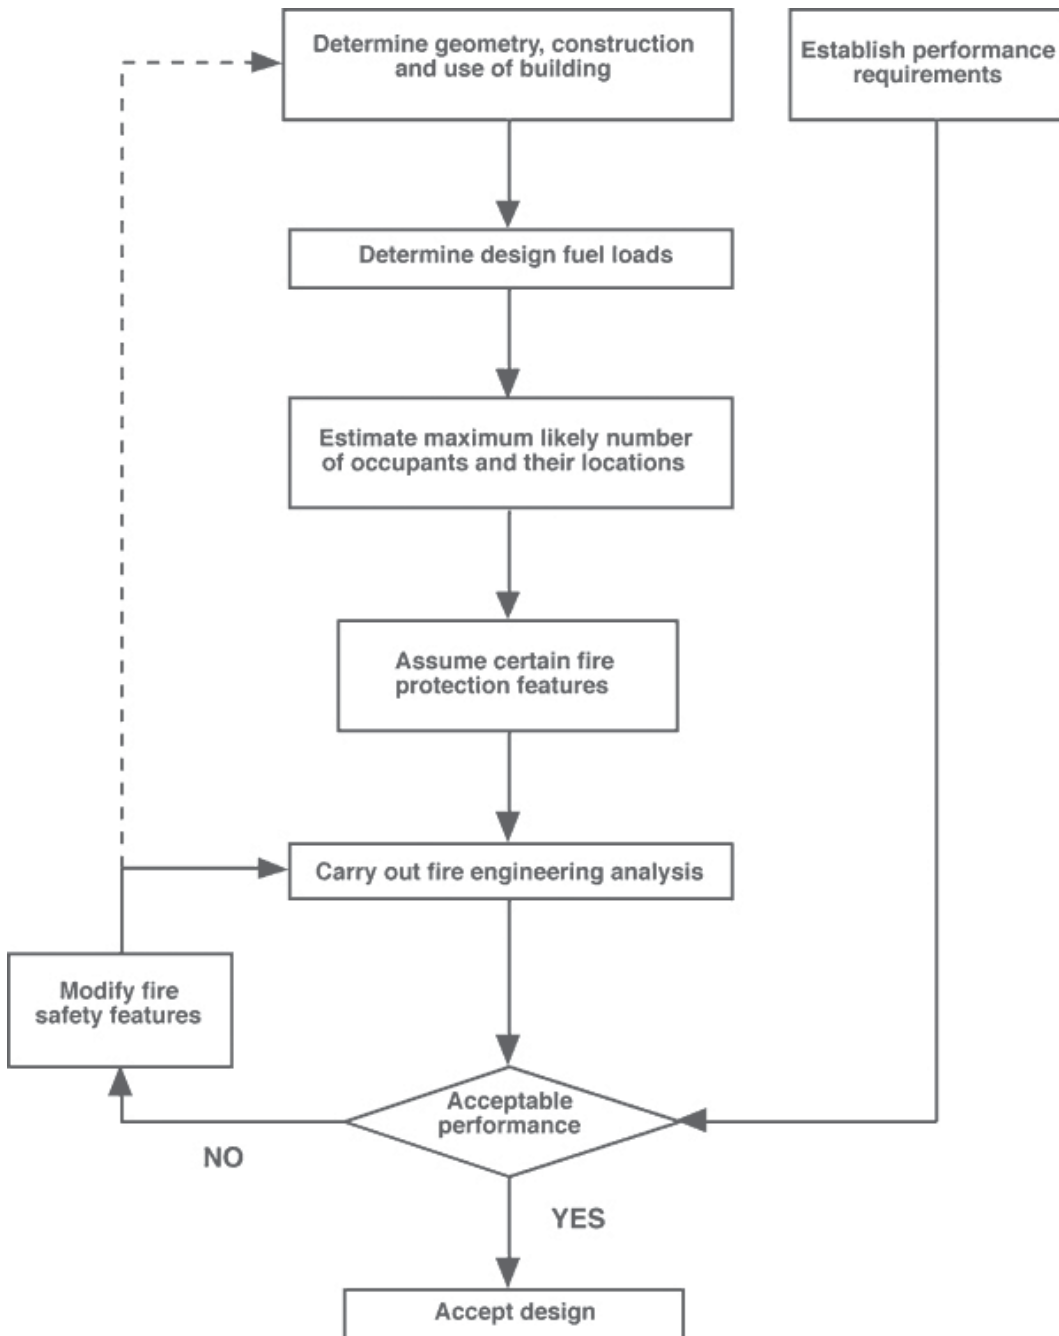 Determine geometry, construction
and use of building
Establish performance
requirements
Determine design fuel loads
Estimate maximum likely number
of occupants and their locations
Assume certain fire
protection features
Carry out fire engineering analysis
Modify fire
safety features
Acceptable
performance
NO
YES
Accept design